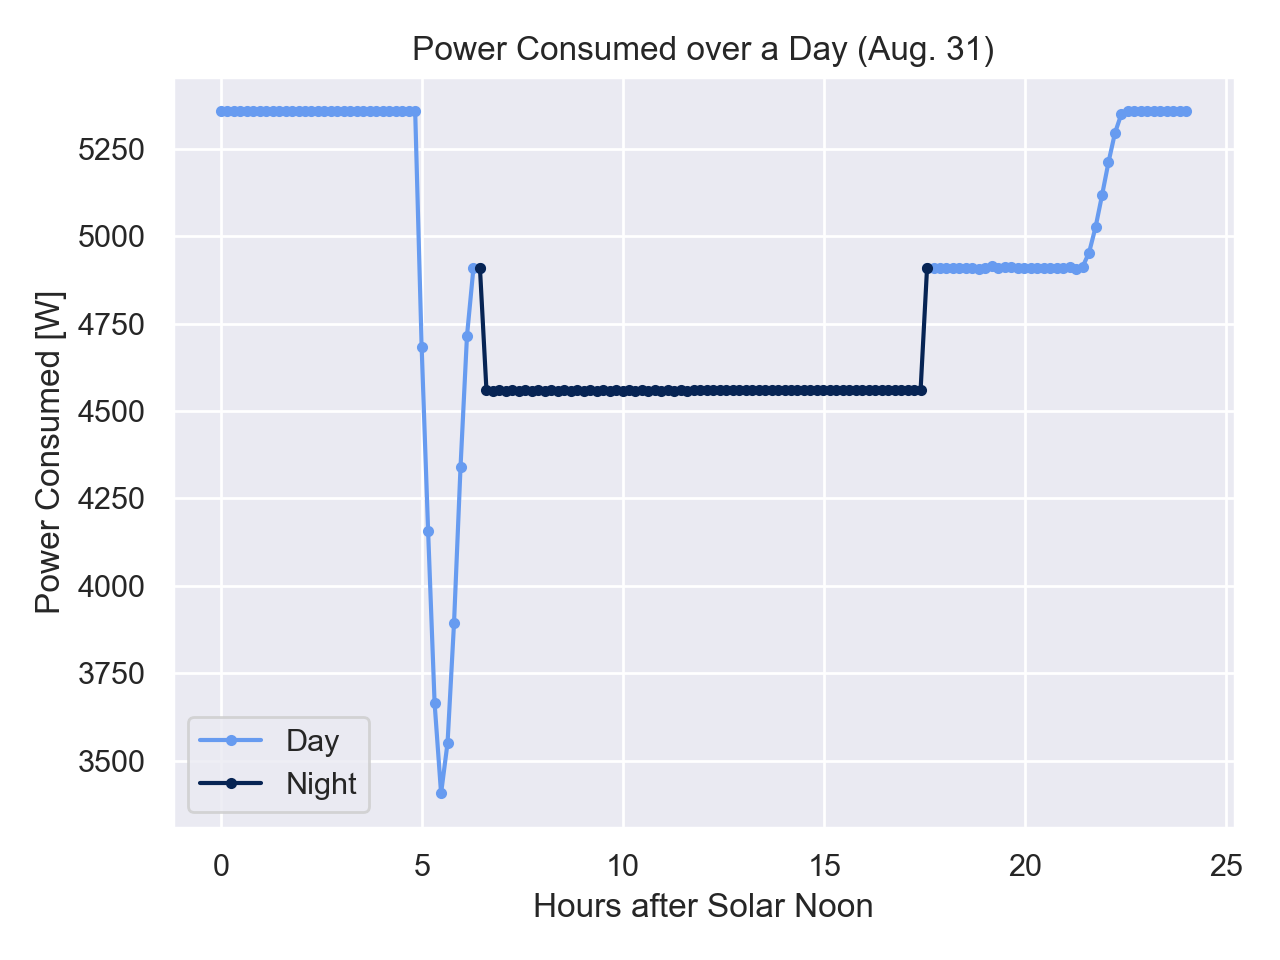 Power Consumed over a Day (Aug. 31)
Power Consumed [W]
5250
5000
4750
4500
4250
4000
3750
3500
Day
Night
0 5 10 15 20 25
Hours after Solar Noon